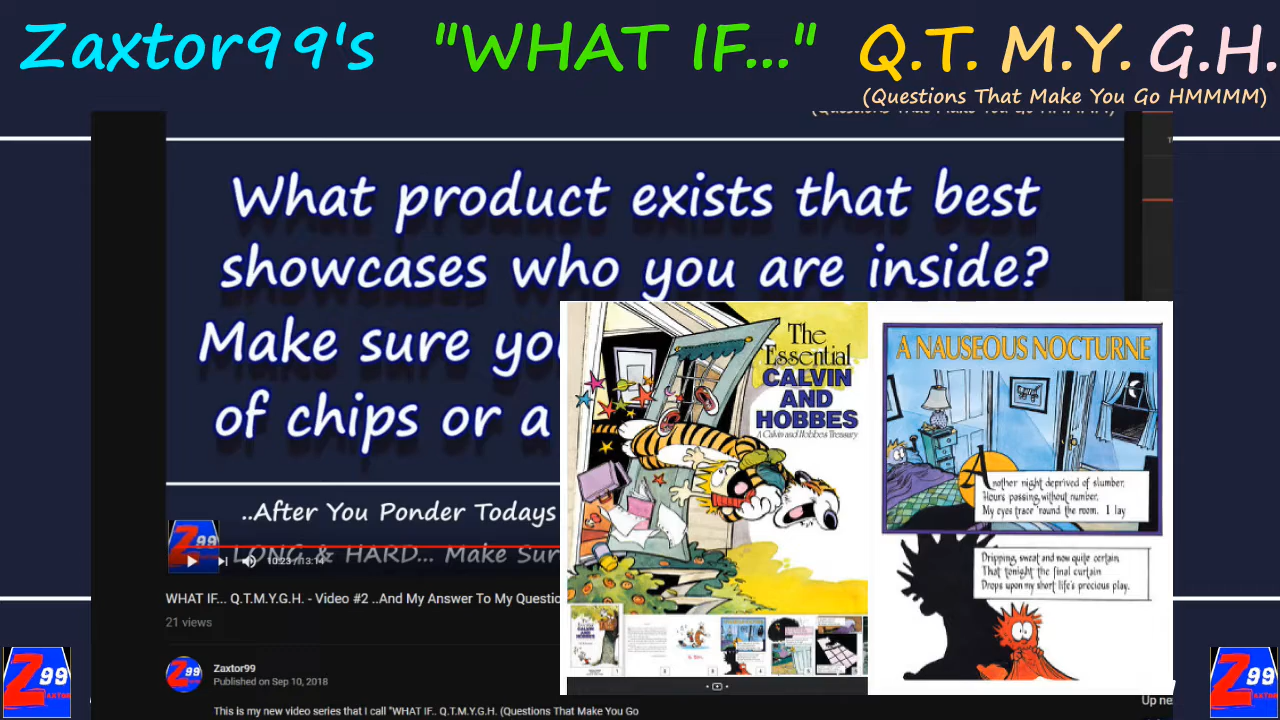 Zaxtor99's "WHAT IF..." Q.T. M.Y. G.H.
(Questions That Make You Go HMMMM)
What product exists that best
showcases who you are inside?
Make sure you
of chips or a
..After You Ponder Todays
LONG & HARD... Make Sur
10:23 / 13:14
WHAT IF... Q.T.M.Y.G.H. - Video #2 ..And My Answer To My Questio
21 views
Zaxtor99
Published on Sep 10, 2018
This is my new video series that I call "WHAT IF.. Q.T.M.Y.G.H. (Questions That Make You Go
The
Essential
CALVIN
AND
HOBBES
A Calvin and Hobbes Treasury
A NAUSEOUS NOCTURNE
Another night deprived of slumber.
Hours passing without number.
My eyes trace 'round the room. I lay
Dripping sweat and now quite certain
That tonight the final curtain
Drops upon my short life's precious play.
Up ne
Z99
ZAXTOR
Z99
ZAXTOR